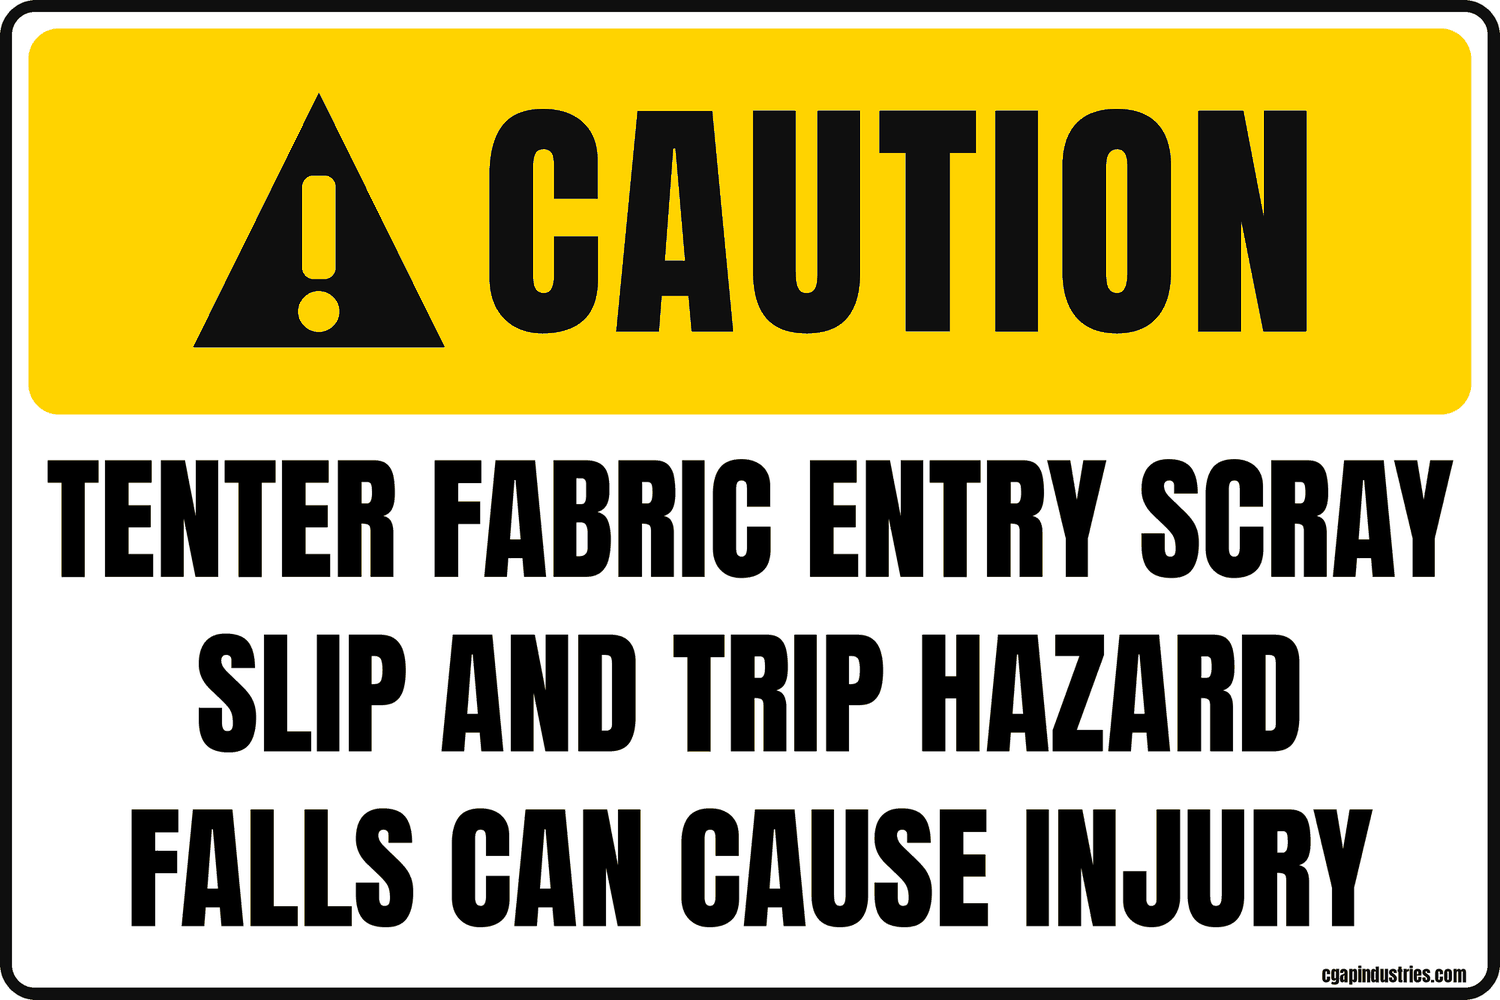 CAUTION
TENTER FABRIC ENTRY SCRAY
SLIP AND TRIP HAZARD
FALLS CAN CAUSE INJURY
cgapindustries.com